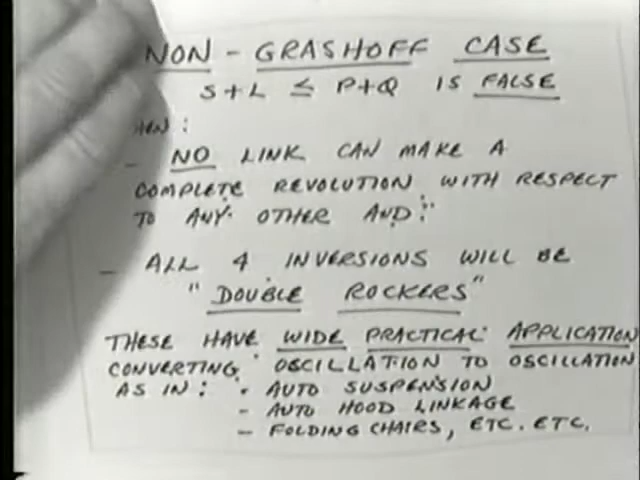 NON - GRASHOFF CASE
S+L ≤ P+Q IS FALSE
HEN:
- NO LINK CAN MAKE A
COMPLETE REVOLUTION WITH RESPECT
TO ANY OTHER AND:
- ALL 4 INVERSIONS WILL BE
"DOUBLE ROCKERS"
THESE HAVE WIDE PRACTICAL APPLICATION
CONVERTING OSCILLATION TO OSCILLATION
AS IN: - AUTO SUSPENSION
- AUTO HOOD LINKAGE
- FOLDING CHAIRS, ETC. ETC.